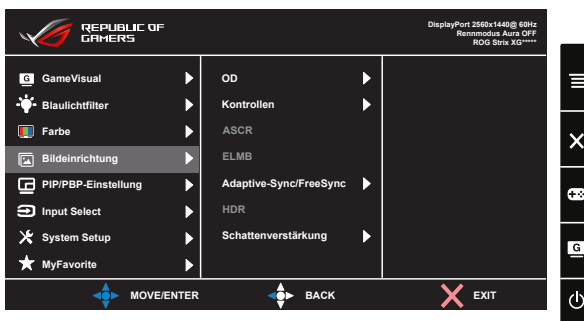 REPUBLIC OF
GAMERS
DisplayPort 2560x1440@ 60Hz
Rennmodus Aura OFF
ROG Strix XG*****
G GameVisual
Blaulichtfilter
Farbe
Bildeinrichtung
PIP/PBP-Einstellung
Input Select
System Setup
MyFavorite
OD
Kontrollen
ASCR
ELMB
Adaptive-Sync/FreeSync
HDR
Schattenverstärkung
MOVE/ENTER
BACK
EXIT
G